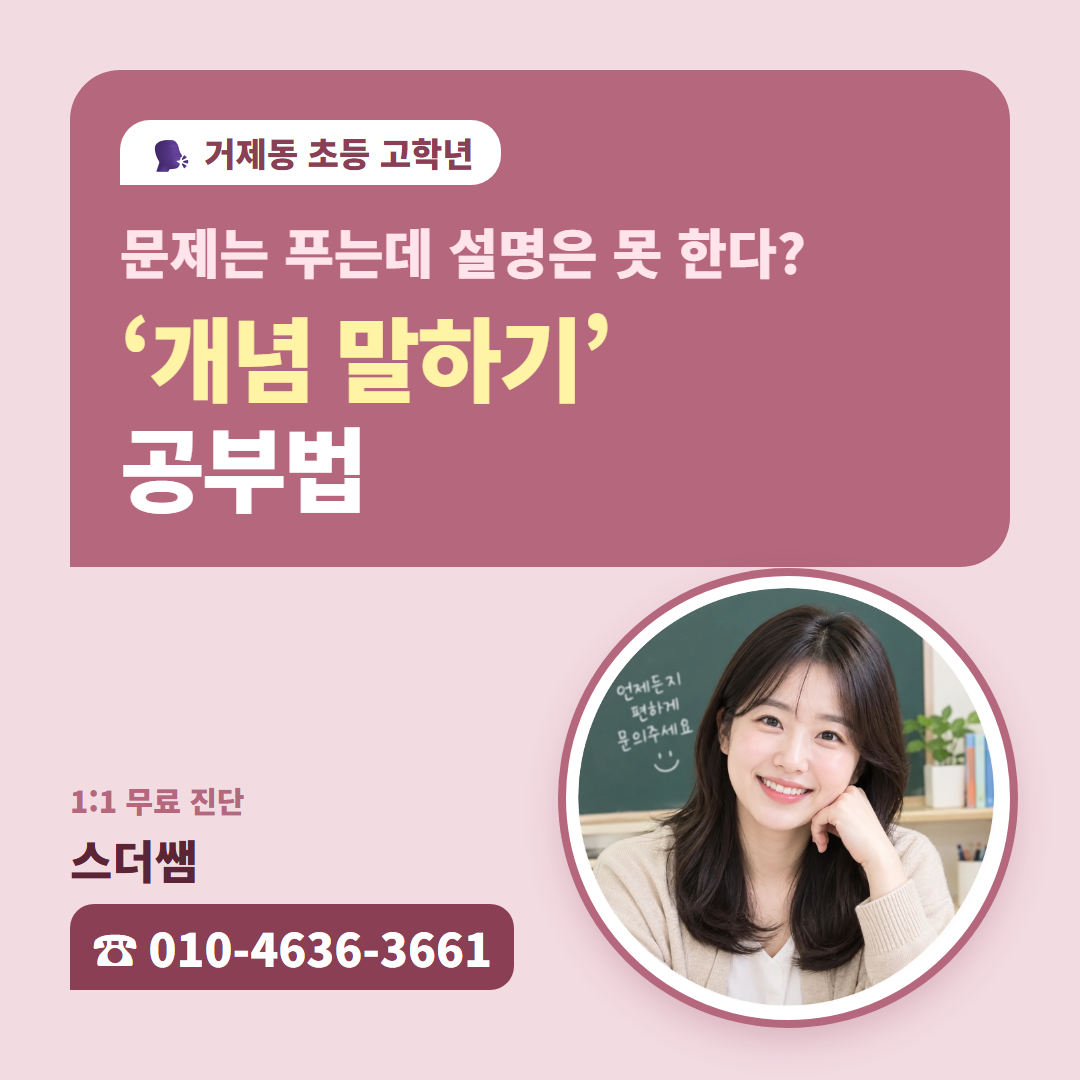 거제동 초등 고학년
문제는 푸는데 설명은 못 한다?
‘개념 말하기’
공부법
언제든지
편하게
문의주세요
1:1 무료 진단
스더쌤
☎ 010-4636-3661